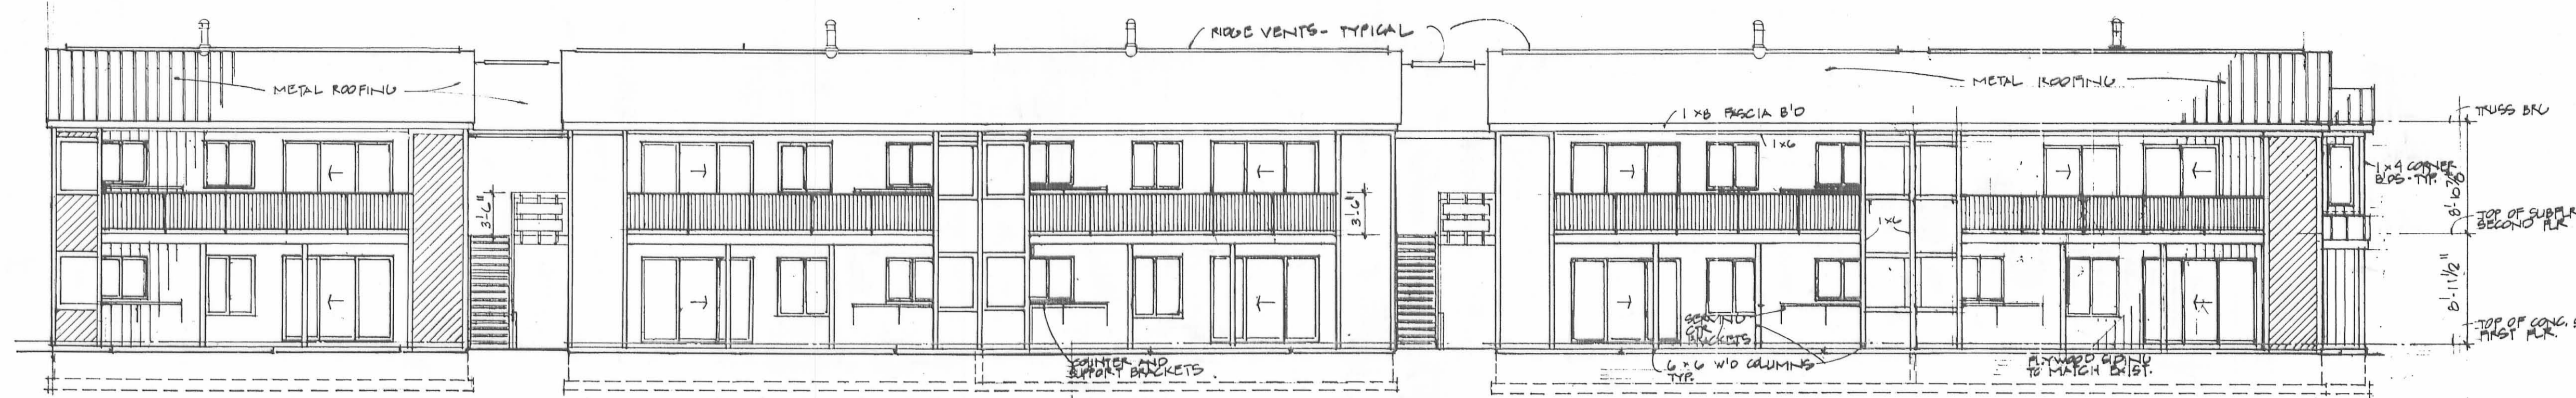 RIDGE VENTS - TYPICAL
METAL ROOFING
METAL ROOFING
1x8 FASCIA B'D
TRUSS BRG
1x6
1x4 CORNER
BDS - TYP.
8'-10 7/8"
3'-6"
3'-6"
1x6
TOP OF SUBFLR
SECOND FLR
8'-1 1/2"
SERVING
CTR
BRACKETS
TOP OF CONC.
FIRST FLR.
COUNTER AND
SUPPORT BRACKETS.
6x6 W'D COLUMNS
TYP.
PLYWOOD SIDING
TO MATCH EXIST.